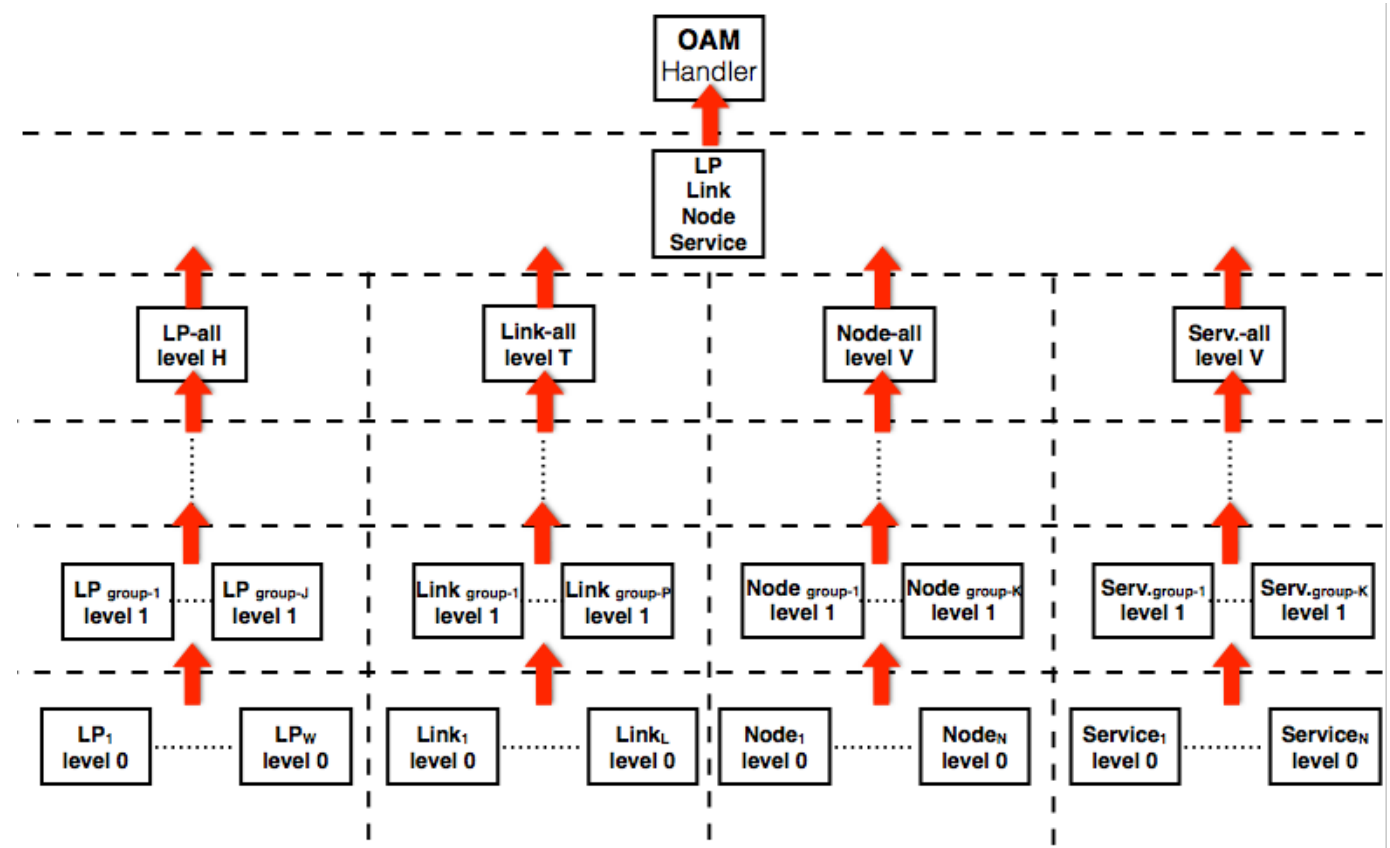 OAM
Handler
LP
Link
Node
Service
LP-all
level H
Link-all
level T
Node-all
level V
Serv.-all
level V
LP group-1
level 1
LP group-J
level 1
Link group-1
level 1
Link group-P
level 1
Node group-1
level 1
Node group-K
level 1
Serv.group-1
level 1
Serv.group-K
level 1
LP1
level 0
LPW
level 0
Link1
level 0
LinkL
level 0
Node1
level 0
NodeN
level 0
Service1
level 0
ServiceN
level 0